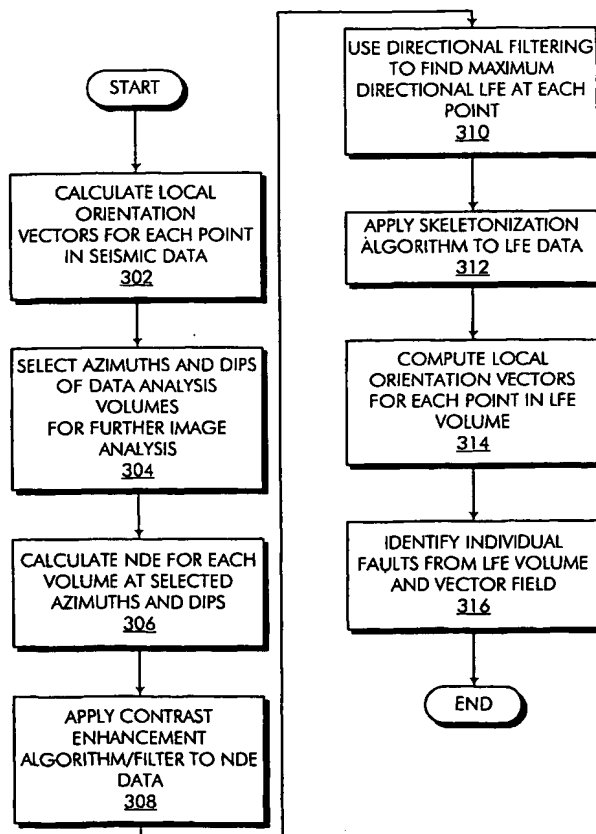 START
CALCULATE LOCAL
ORIENTATION
VECTORS FOR EACH POINT
IN SEISMIC DATA
302
SELECT AZIMUTHS AND DIPS
OF DATA ANALYSIS
VOLUMES
FOR FURTHER IMAGE
ANALYSIS
304
CALCULATE NDE FOR EACH
VOLUME AT SELECTED
AZIMUTHS AND DIPS
306
APPLY CONTRAST
ENHANCEMENT
ALGORITHM/FILTER TO NDE
DATA
308
USE DIRECTIONAL FILTERING
TO FIND MAXIMUM
DIRECTIONAL LFE AT EACH
POINT
310
APPLY SKELETONIZATION
ALGORITHM TO LFE DATA
312
COMPUTE LOCAL
ORIENTATION VECTORS
FOR EACH POINT IN LFE
VOLUME
314
IDENTIFY INDIVIDUAL
FAULTS FROM LFE VOLUME
AND VECTOR FIELD
316
END